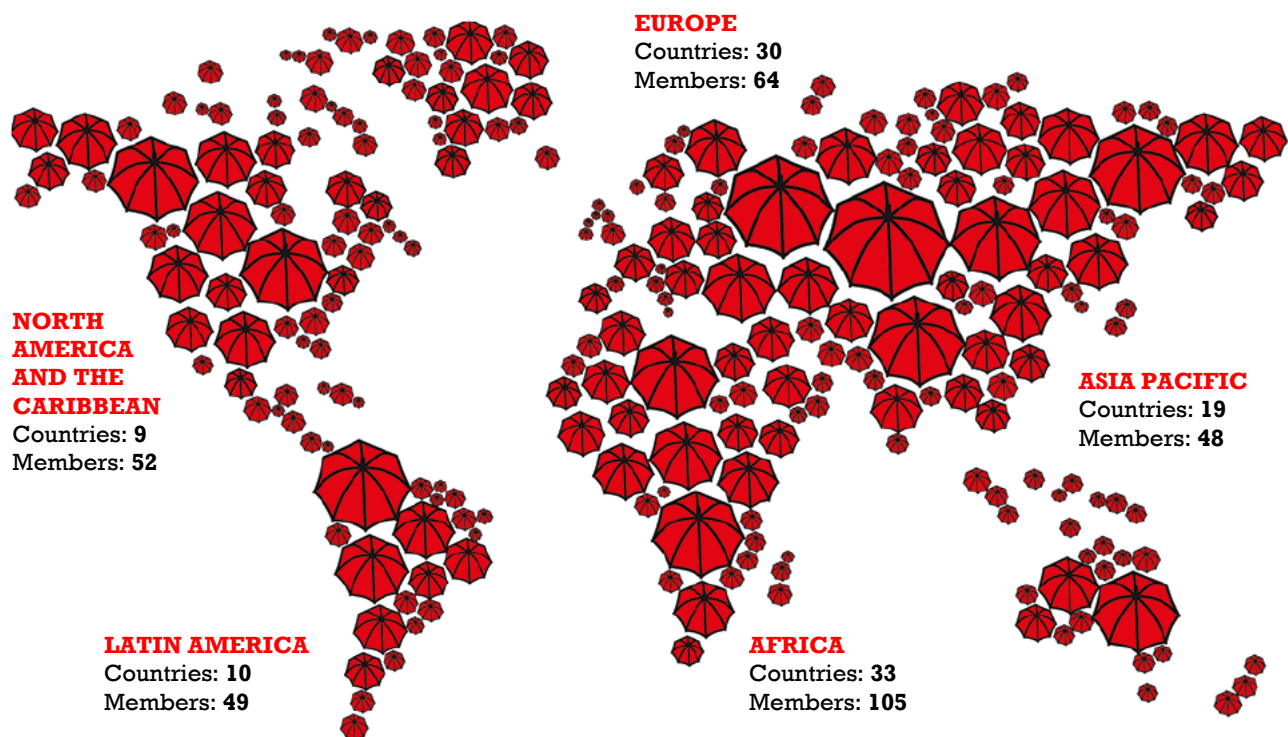 EUROPE
Countries: 30
Members: 64
NORTH
AMERICA
AND THE
CARIBBEAN
Countries: 9
Members: 52
ASIA PACIFIC
Countries: 19
Members: 48
LATIN AMERICA
Countries: 10
Members: 49
AFRICA
Countries: 33
Members: 105